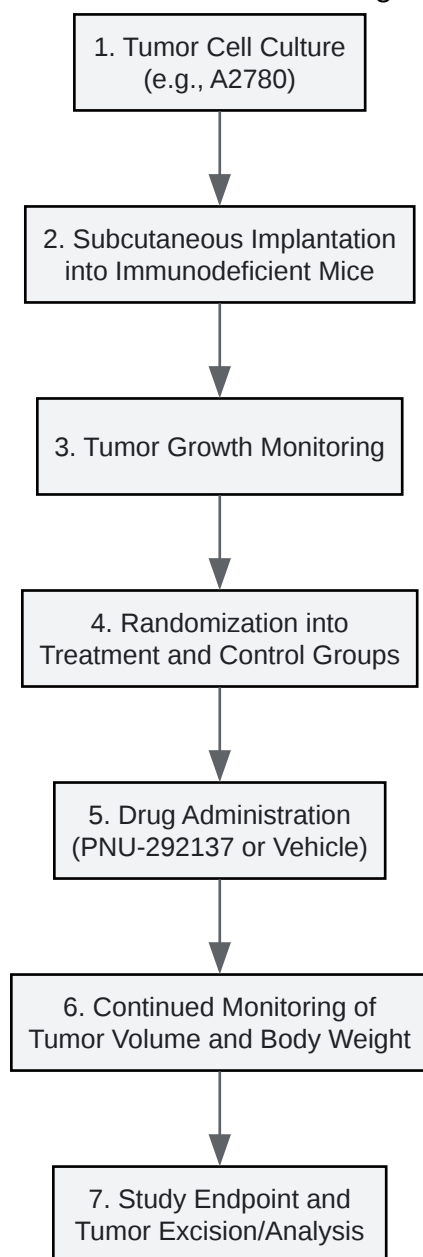 1. Tumor Cell Culture
(e.g., A2780)
2. Subcutaneous Implantation
into Immunodeficient Mice
3. Tumor Growth Monitoring
4. Randomization into
Treatment and Control Groups
5. Drug Administration
(PNU-292137 or Vehicle)
6. Continued Monitoring of
Tumor Volume and Body Weight
7. Study Endpoint and
Tumor Excision/Analysis